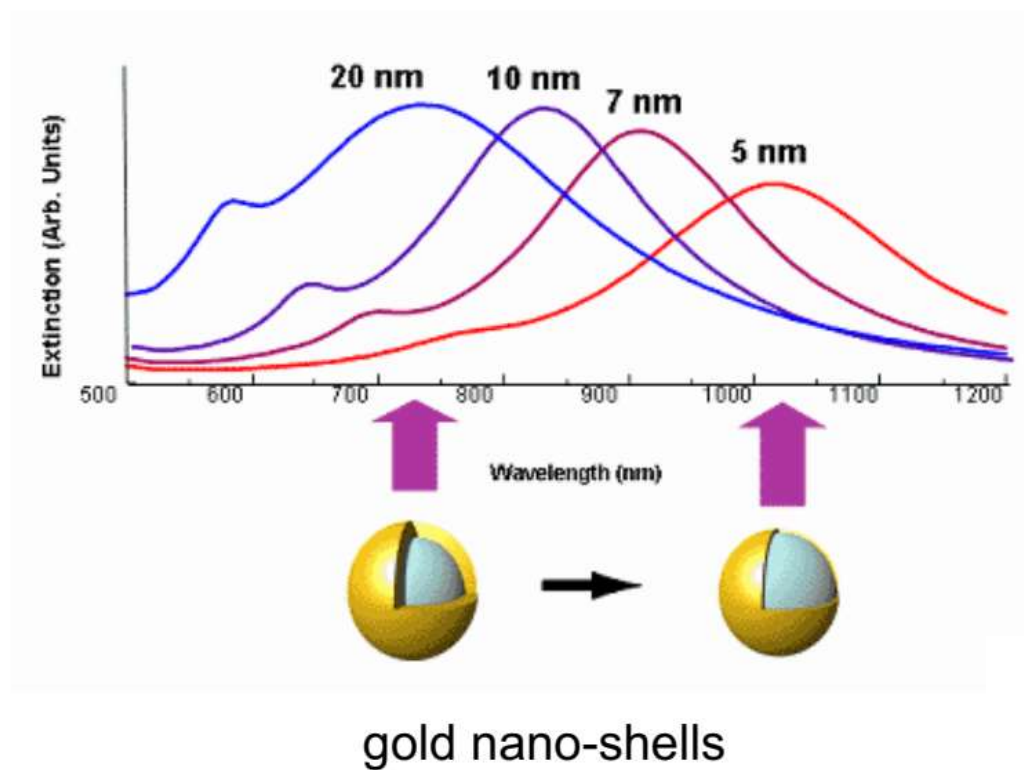 20 nm
10 nm
7 nm
5 nm
Extinction (Arb. Units)
500 600 700 800 900 1000 1100 1200
Wavelength (nm)
gold nano-shells